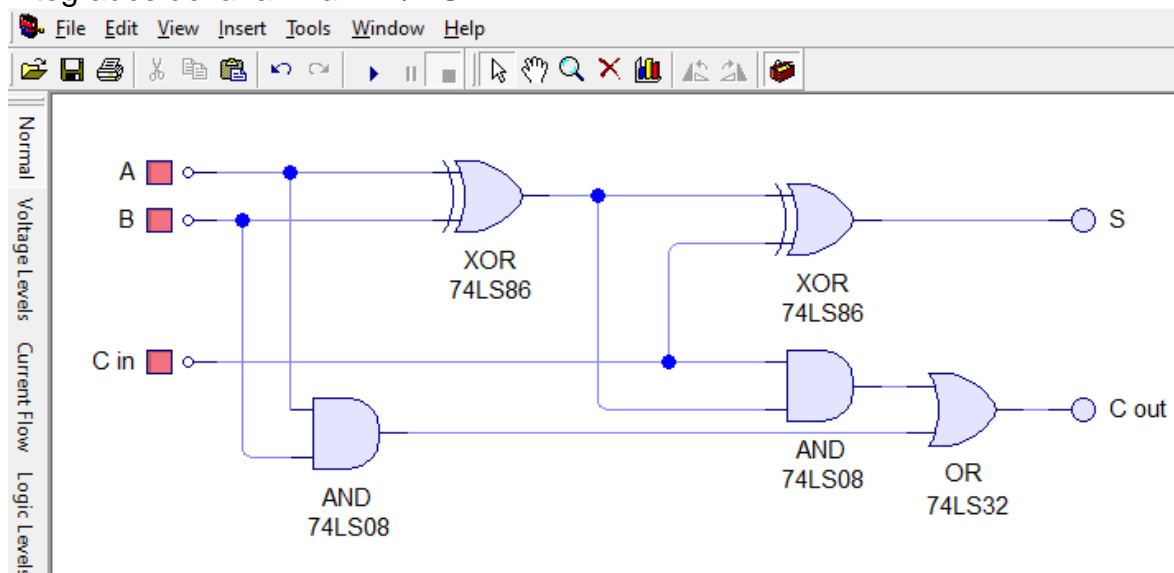 File Edit View Insert Tools Window Help
Normal
Voltage Levels
Current Flow
Logic Levels
A
B
XOR
74LS86
XOR
74LS86
S
C in
AND
74LS08
AND
74LS08
OR
74LS32
C out